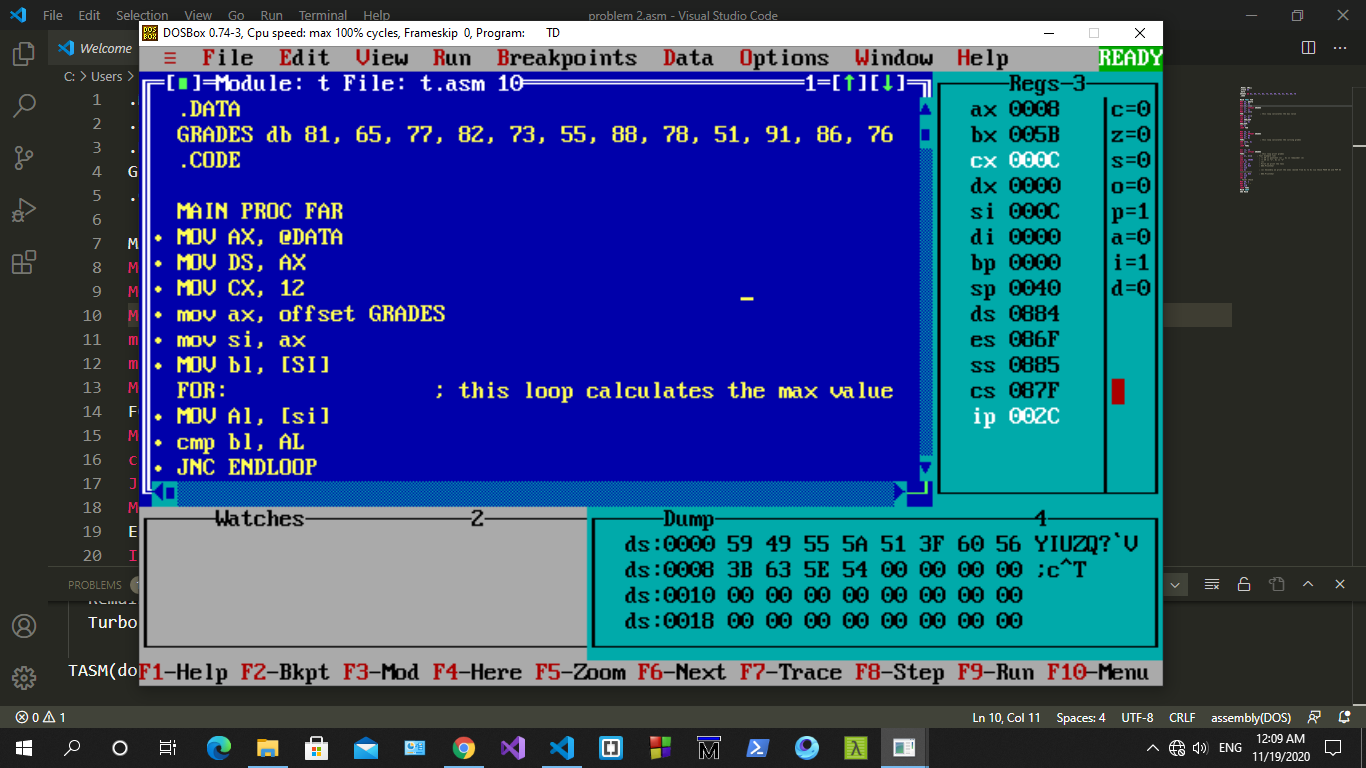 File Edit Selection View Go Run Terminal Help problem 2.asm - Visual Studio Code
DOSBox 0.74-3, Cpu speed: max 100% cycles, Frameskip 0, Program: TD
Welcome
C: > Users >
≡ File Edit View Run Breakpoints Data Options Window Help READY
[■]=Module: t File: t.asm 10 1=[↑][↓]
.DATA
GRADES db 81, 65, 77, 82, 73, 55, 88, 78, 51, 91, 86, 76
.CODE
MAIN PROC FAR
• MOV AX, @DATA
• MOV DS, AX
• MOV CX, 12
• mov ax, offset GRADES
• mov si, ax
• MOV bl, [SI]
FOR: ; this loop calculates the max value
• MOV Al, [si]
• cmp bl, AL
• JNC ENDLOOP
Regs-3
ax 0008 c=0
bx 005B z=0
cx 000C s=0
dx 0000 o=0
si 000C p=1
di 0000 a=0
bp 0000 i=1
sp 0040 d=0
ds 0884
es 086F
ss 0885
cs 087F
ip 002C
1 .
2 .
3 .
4 G
5 .
6
7 M
8 M
9 M
10 M
11 m
12 m
13 M
14 F
15 M
16 c
17 J
18 M
19 E
20 I
Watches 2
Dump 4
ds:0000 59 49 55 5A 51 3F 60 56 YIUZQ?`V
ds:0008 3B 63 5E 54 00 00 00 00 ;c^T
ds:0010 00 00 00 00 00 00 00 00
ds:0018 00 00 00 00 00 00 00 00
PROBLEMS
Remai
Turbo
TASM(do
F1-Help F2-Bkpt F3-Mod F4-Here F5-Zoom F6-Next F7-Trace F8-Step F9-Run F10-Menu
0 1 Ln 10, Col 11 Spaces: 4 UTF-8 CRLF assembly(DOS)
ENG 12:09 AM
11/19/2020